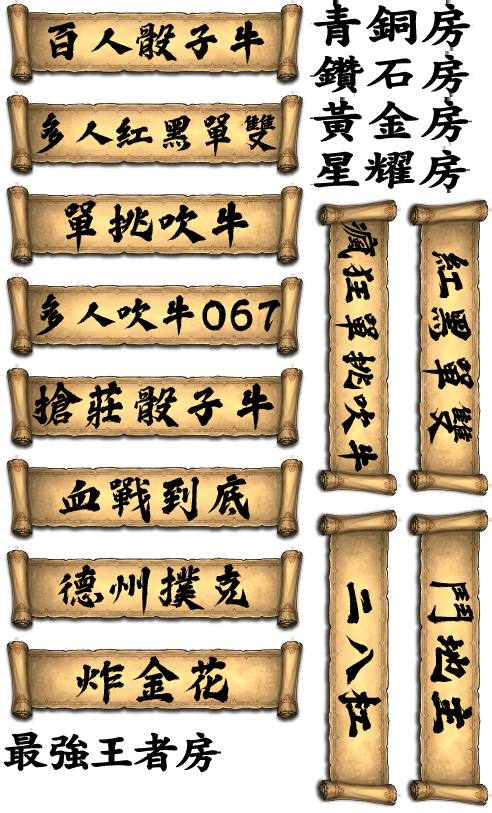 百人骰子牛
多人紅黑單雙
單挑吹牛
多人吹牛067
搶莊骰子牛
血戰到底
德州撲克
炸金花
最強王者房
青銅房
鑽石房
黃金房
星耀房
瘋狂單挑吹牛
紅黑單雙
二八杠
鬥地主